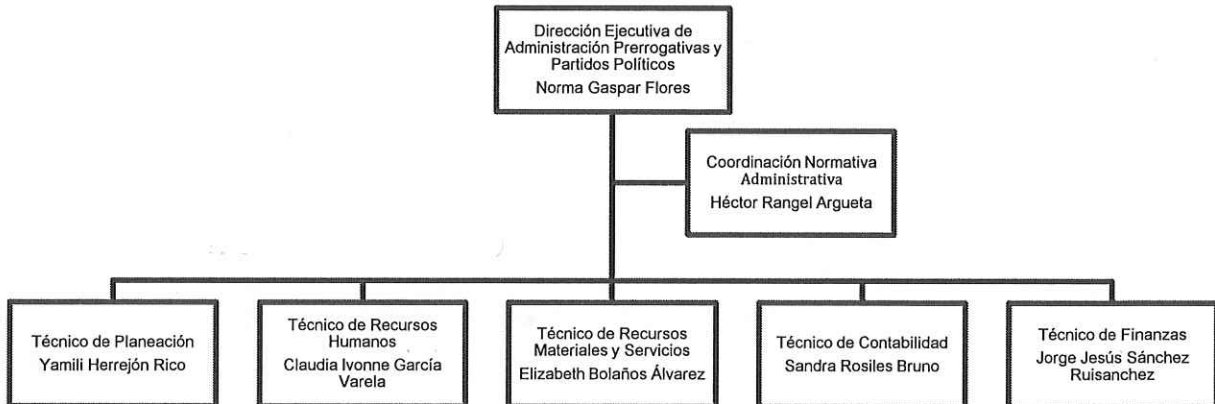 Dirección Ejecutiva de
Administración Prerrogativas y
Partidos Políticos
Norma Gaspar Flores
Coordinación Normativa
Administrativa
Héctor Rangel Argueta
Técnico de Planeación
Yamili Herrejón Rico
Técnico de Recursos
Humanos
Claudia Ivonne García
Varela
Técnico de Recursos
Materiales y Servicios
Elizabeth Bolaños Álvarez
Técnico de Contabilidad
Sandra Rosiles Bruno
Técnico de Finanzas
Jorge Jesús Sánchez
Ruisanchez